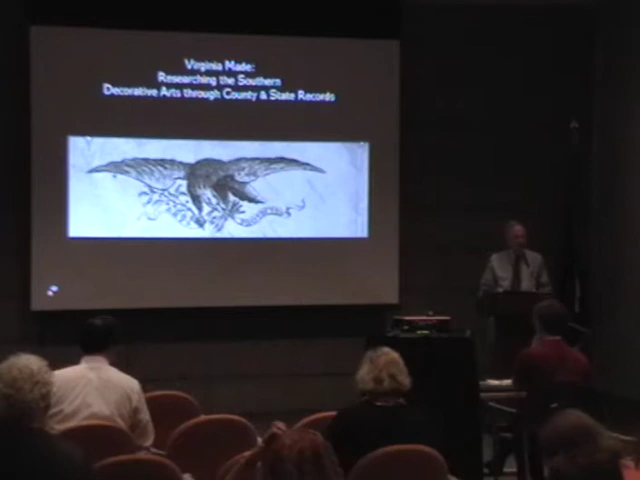 Virginia Made:
Researching the Southern
Decorative Arts through County & State Records